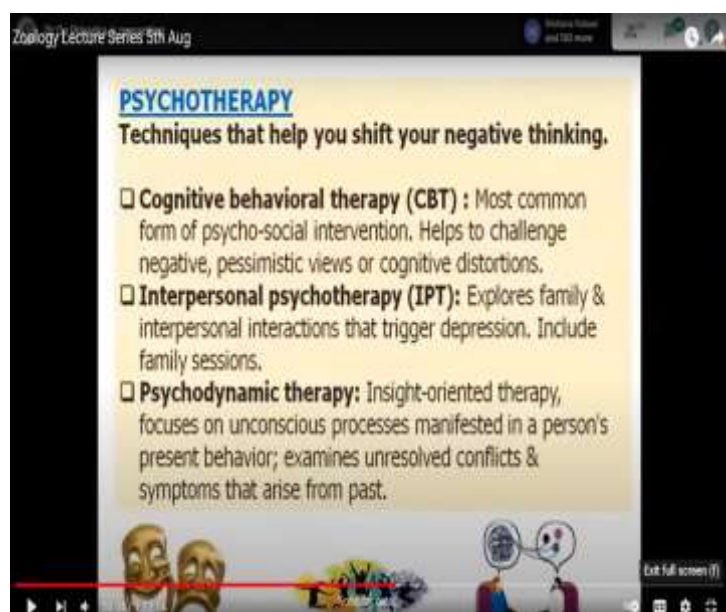 Zoology Lecture Series 5th Aug
PSYCHOTHERAPY
Techniques that help you shift your negative thinking.
❑ Cognitive behavioral therapy (CBT) : Most common
form of psycho-social intervention. Helps to challenge
negative, pessimistic views or cognitive distortions.
❑ Interpersonal psychotherapy (IPT): Explores family &
interpersonal interactions that trigger depression. Include
family sessions.
❑ Psychodynamic therapy: Insight-oriented therapy,
focuses on unconscious processes manifested in a person's
present behavior; examines unresolved conflicts &
symptoms that arise from past.
Exit full screen (f)